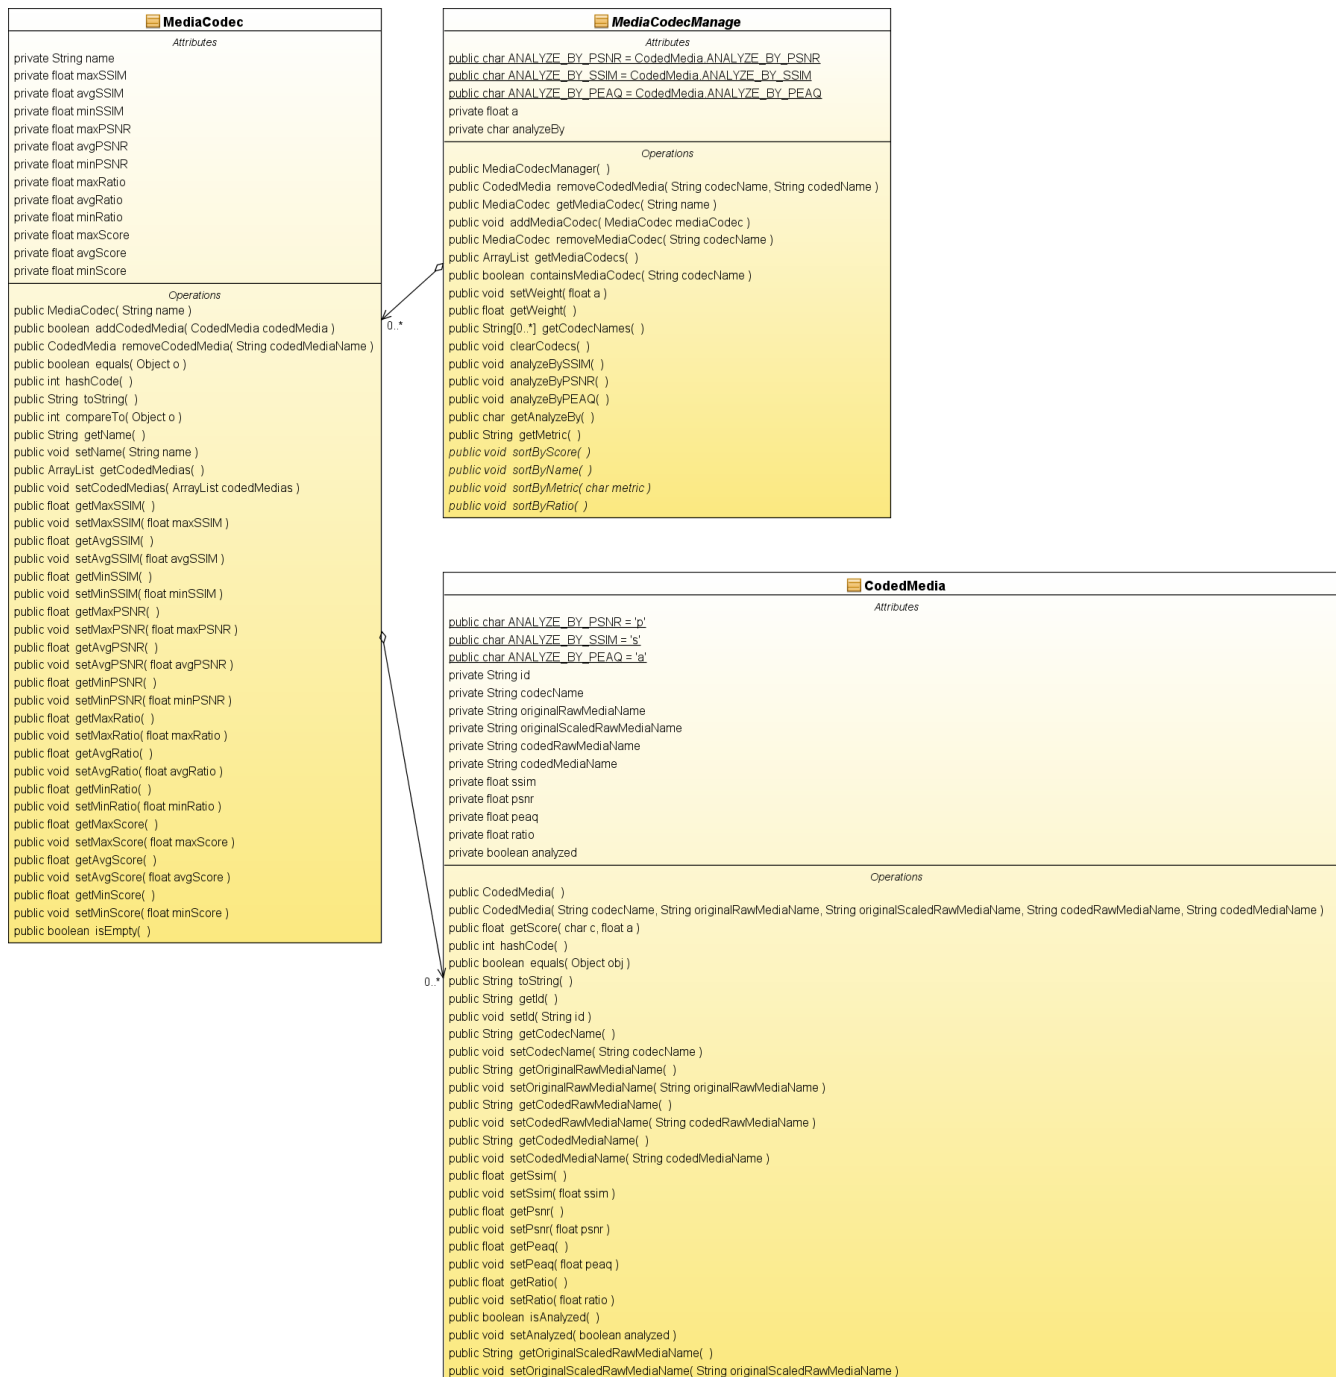 MediaCodec
Attributes
private String name
private float maxSSIM
private float avgSSIM
private float minSSIM
private float maxPSNR
private float avgPSNR
private float minPSNR
private float maxRatio
private float avgRatio
private float minRatio
private float maxScore
private float avgScore
private float minScore
Operations
public MediaCodec( String name )
public boolean addCodedMedia( CodedMedia codedMedia )
public CodedMedia removeCodedMedia( String codedMediaName )
public boolean equals( Object o )
public int hashCode( )
public String toString( )
public int compareTo( Object o )
public String getName( )
public void setName( String name )
public ArrayList getCodedMedias( )
public void setCodedMedias( ArrayList codedMedias )
public float getMaxSSIM( )
public void setMaxSSIM( float maxSSIM )
public float getAvgSSIM( )
public void setAvgSSIM( float avgSSIM )
public float getMinSSIM( )
public void setMinSSIM( float minSSIM )
public float getMaxPSNR( )
public void setMaxPSNR( float maxPSNR )
public float getAvgPSNR( )
public void setAvgPSNR( float avgPSNR )
public float getMinPSNR( )
public void setMinPSNR( float minPSNR )
public float getMaxRatio( )
public void setMaxRatio( float maxRatio )
public float getAvgRatio( )
public void setAvgRatio( float avgRatio )
public float getMinRatio( )
public void setMinRatio( float minRatio )
public float getMaxScore( )
public void setMaxScore( float maxScore )
public float getAvgScore( )
public void setAvgScore( float avgScore )
public float getMinScore( )
public void setMinScore( float minScore )
public boolean isEmpty( )
MediaCodecManage
Attributes
public char ANALYZE_BY_PSNR = CodedMedia.ANALYZE_BY_PSNR
public char ANALYZE_BY_SSIM = CodedMedia.ANALYZE_BY_SSIM
public char ANALYZE_BY_PEAQ = CodedMedia.ANALYZE_BY_PEAQ
private float a
private char analyzeBy
Operations
public MediaCodecManager( )
public CodedMedia removeCodedMedia( String codecName, String codedName )
public MediaCodec getMediaCodec( String name )
public void addMediaCodec( MediaCodec mediaCodec )
public MediaCodec removeMediaCodec( String codecName )
public ArrayList getMediaCodecs( )
public boolean containsMediaCodec( String codecName )
public void setWeight( float a )
public float getWeight( )
public String[0..*] getCodecNames( )
public void clearCodecs( )
public void analyzeBySSIM( )
public void analyzeByPSNR( )
public void analyzeByPEAQ( )
public char getAnalyzeBy( )
public String getMetric( )
public void sortByScore( )
public void sortByName( )
public void sortByMetric( char metric )
public void sortByRatio( )
0..*
0..*
CodedMedia
Attributes
public char ANALYZE_BY_PSNR = 'p'
public char ANALYZE_BY_SSIM = 's'
public char ANALYZE_BY_PEAQ = 'a'
private String id
private String codecName
private String originalRawMediaName
private String originalScaledRawMediaName
private String codedRawMediaName
private String codedMediaName
private float ssim
private float psnr
private float peaq
private float ratio
private boolean analyzed
Operations
public CodedMedia( )
public CodedMedia( String codecName, String originalRawMediaName, String originalScaledRawMediaName, String codedRawMediaName, String codedMediaName )
public float getScore( char c, float a )
public int hashCode( )
public boolean equals( Object obj )
public String toString( )
public String getId( )
public void setId( String id )
public String getCodecName( )
public void setCodecName( String codecName )
public String getOriginalRawMediaName( )
public void setOriginalRawMediaName( String originalRawMediaName )
public String getCodedRawMediaName( )
public void setCodedRawMediaName( String codedRawMediaName )
public String getCodedMediaName( )
public void setCodedMediaName( String codedMediaName )
public float getSsim( )
public void setSsim( float ssim )
public float getPsnr( )
public void setPsnr( float psnr )
public float getPeaq( )
public void setPeaq( float peaq )
public float getRatio( )
public void setRatio( float ratio )
public boolean isAnalyzed( )
public void setAnalyzed( boolean analyzed )
public String getOriginalScaledRawMediaName( )
public void setOriginalScaledRawMediaName( String originalScaledRawMediaName )